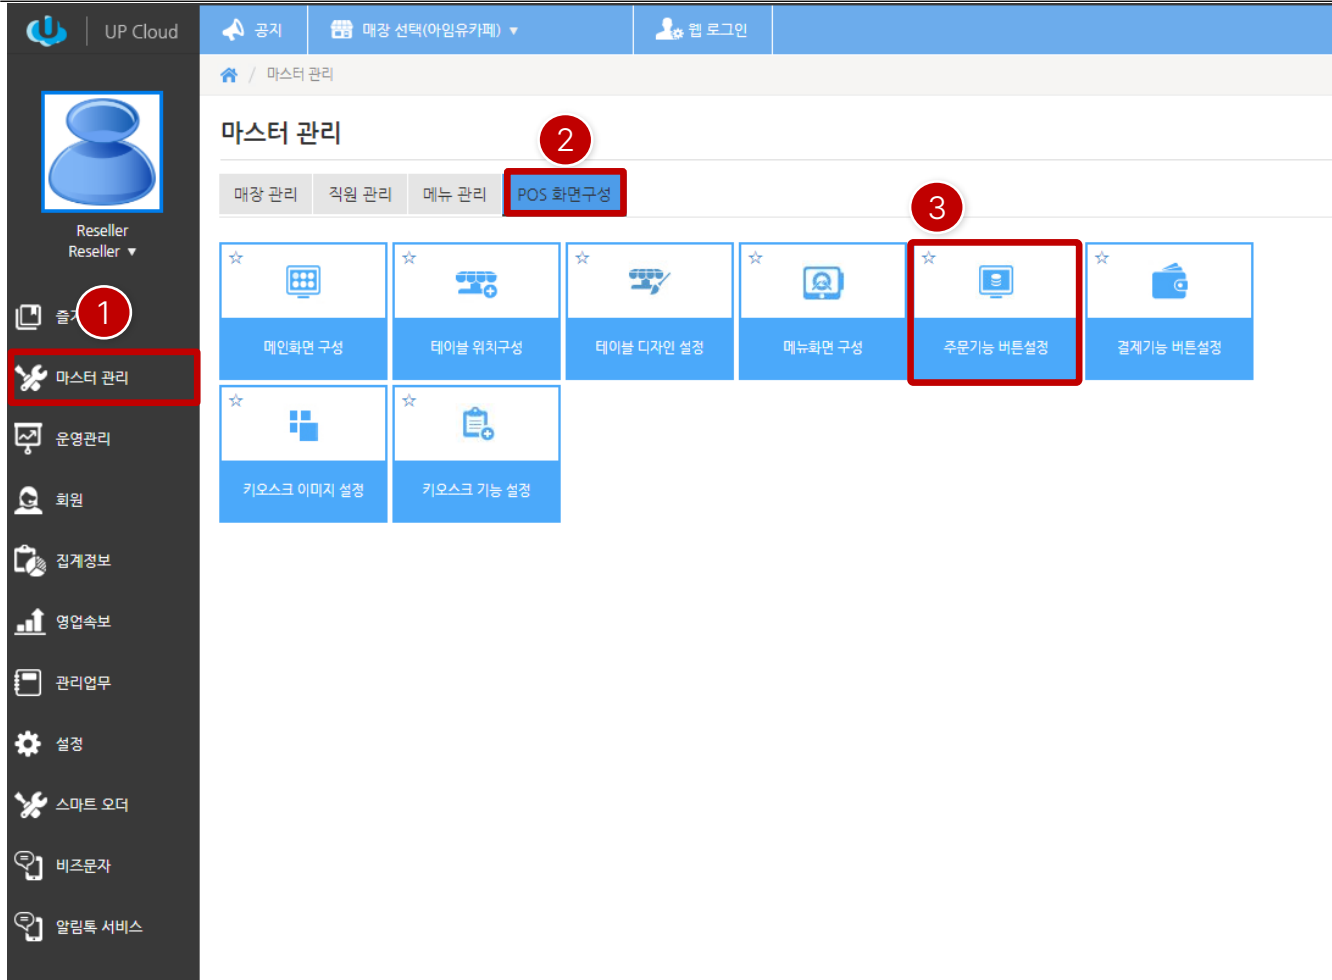 UP Cloud
공지
매장 선택(아임유카페) ▼
웹 로그인
/ 마스터 관리
마스터 관리
2
매장 관리
직원 관리
메뉴 관리
POS 화면구성
3
Reseller
Reseller ▼
1
마스터 관리
운영관리
회원
집계정보
영업속보
관리업무
설정
스마트 오더
비즈문자
알림톡 서비스
메인화면 구성
테이블 위치구성
테이블 디자인 설정
메뉴화면 구성
주문기능 버튼설정
결제기능 버튼설정
키오스크 이미지 설정
키오스크 기능 설정